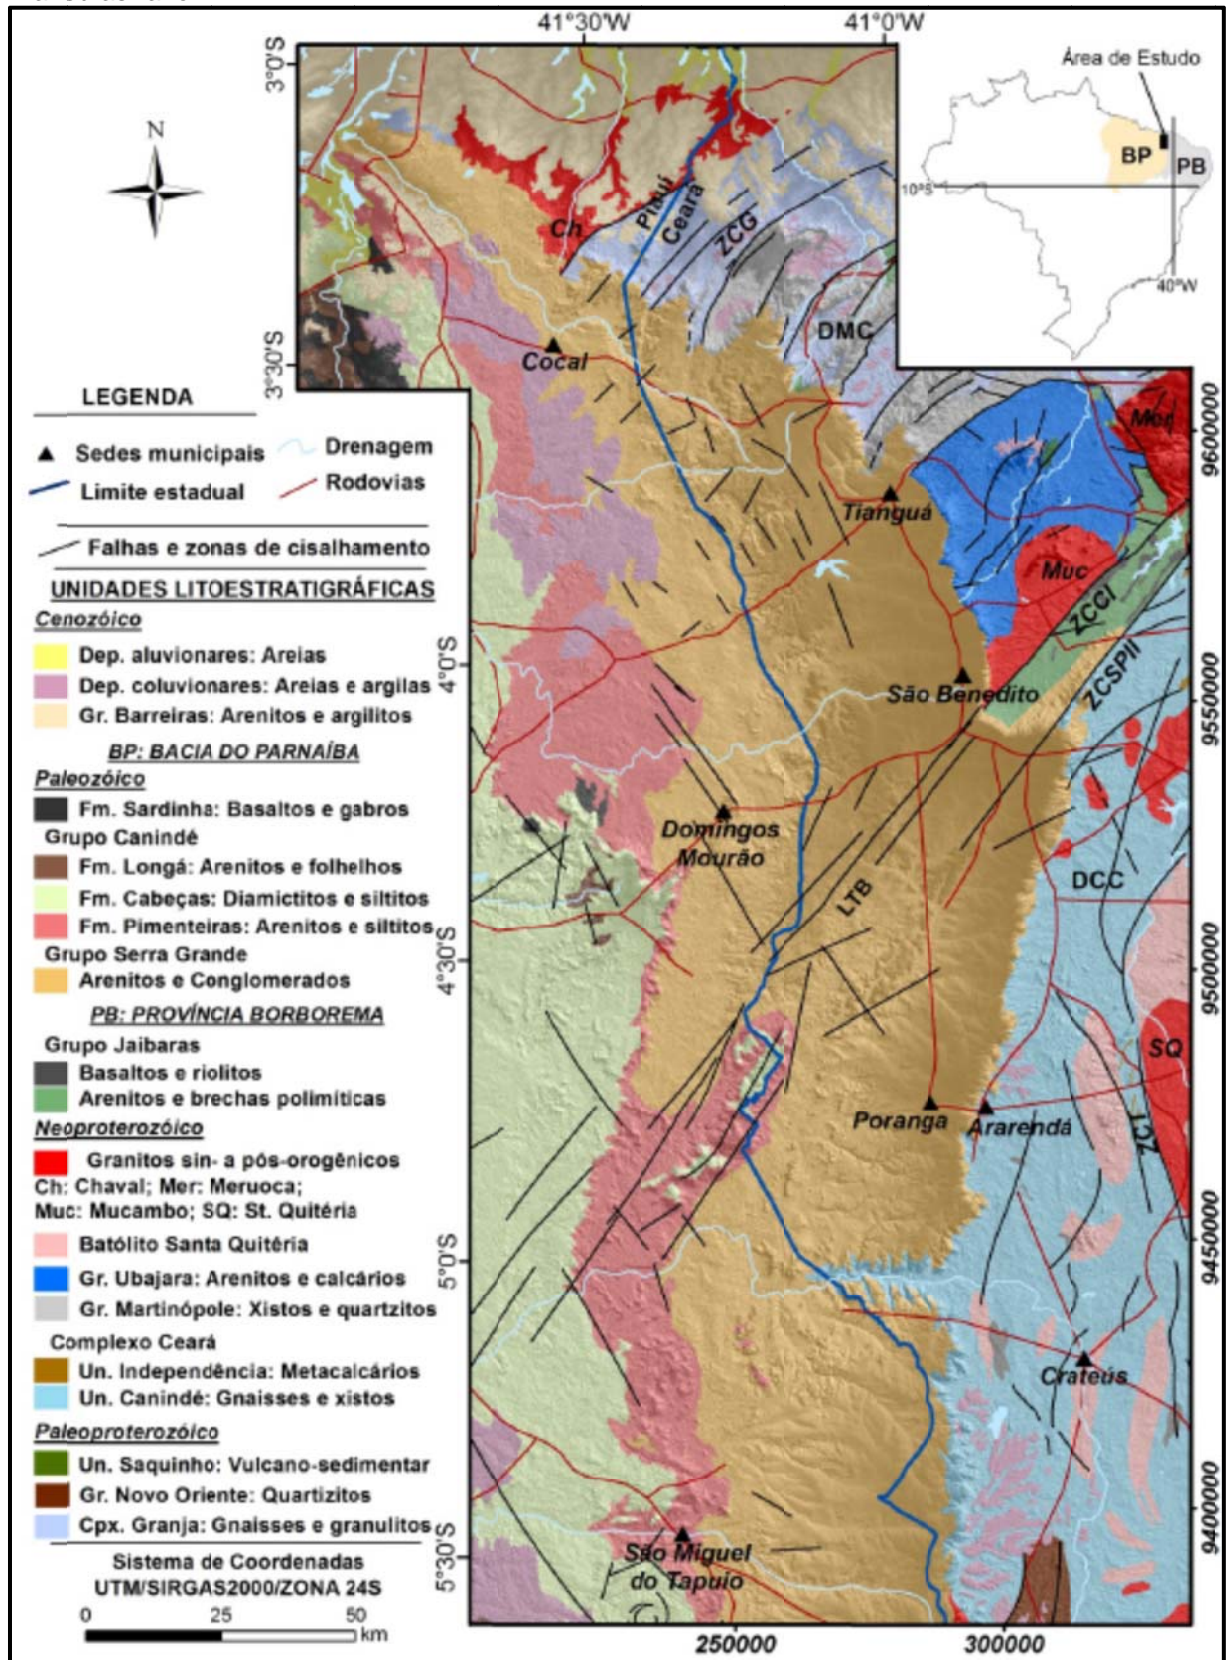 41°30'W
41°0'W
3°0'S
3°30'S
4°0'S
4°30'S
5°0'S
5°30'S
N
Área de Estudo
BP
PB
10°S
40°W
Piauí
Ceará
Ch
ZCG
DMC
Cocal
Mer
Tianguá
Muc
ZCCI
ZCSPII
São Benedito
Domingos
Mourão
LTB
DCC
SQ
Poranga
Ararendá
ZCT
Crateús
São Miguel
do Tapuio
9600000
9550000
9500000
9450000
9400000
250000
300000
LEGENDA
Sedes municipais
Drenagem
Limite estadual
Rodovias
Falhas e zonas de cisalhamento
UNIDADES LITOESTRATIGRÁFICAS
Cenozóico
Dep. aluvionares: Areias
Dep. coluvionares: Areias e argilas
Gr. Barreiras: Arenitos e argilitos
BP: BACIA DO PARNAÍBA
Paleozóico
Fm. Sardinha: Basaltos e gabros
Grupo Canindé
Fm. Longá: Arenitos e folhelhos
Fm. Cabeças: Diamictitos e siltitos
Fm. Pimenteiras: Arenitos e siltitos
Grupo Serra Grande
Arenitos e Conglomerados
PB: PROVÍNCIA BORBOREMA
Grupo Jaibaras
Basaltos e riolitos
Arenitos e brechas polimíticas
Neoproterozóico
Granitos sin- a pós-orogênicos
Ch: Chaval; Mer: Meruoca;
Muc: Mucambo; SQ: St. Quitéria
Batólito Santa Quitéria
Gr. Ubajara: Arenitos e calcários
Gr. Martinópole: Xistos e quartzitos
Complexo Ceará
Un. Independência: Metacalcários
Un. Canindé: Gnaisses e xistos
Paleoproterozóico
Un. Saquinho: Vulcano-sedimentar
Gr. Novo Oriente: Quartizitos
Cpx. Granja: Gnaisses e granulitos
Sistema de Coordenadas
UTM/SIRGAS2000/ZONA 24S
0 25 50
km